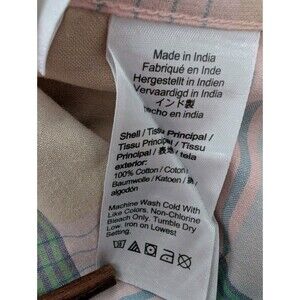 Made in India
Fabriqué en Inde
Hergestellt in Indien
Vervaardigd in India
インド製
hecho en india
Shell / Tissu Principal /
Tissu Principal / Tissu
Principal / 表地 / tela
exterior:
100% Cotton / Coton /
Baumwolle / Katoen / 綿 /
algodón
Machine Wash Cold With
Like Colors. Non-Chlorine
Bleach Only. Tumble Dry
Low. Iron on Lowest
Setting.